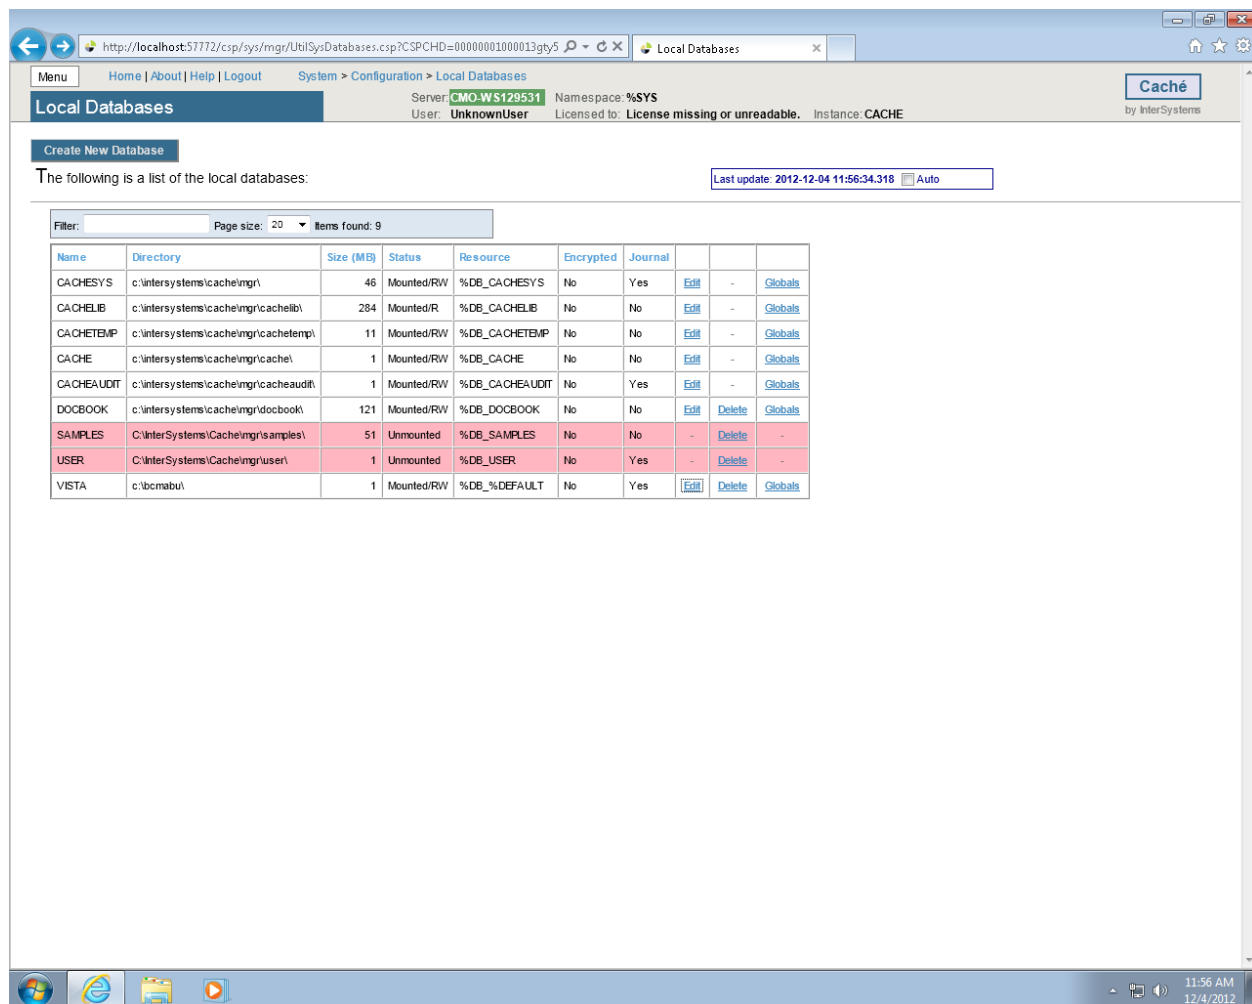 http://localhost:57772/csp/sys/mgr/UtilSysDatabases.csp?CSPCHD=00000001000013gty5
Local Databases
Menu Home | About | Help | Logout System > Configuration > Local Databases
Local Databases
Server: CMO-WS129531 Namespace: %SYS
User: UnknownUser Licensed to: License missing or unreadable. Instance: CACHE
Caché
by InterSystems
Create New Database
The following is a list of the local databases:
Last update: 2012-12-04 11:56:34.318 Auto
Filter: Page size: 20 Items found: 9
Name Directory Size (MB) Status Resource Encrypted Journal
CACHESYS c:\intersystems\cache\mgr\ 46 Mounted/RW %DB_CACHESYS No Yes Edit - Globals
CACHELIB c:\intersystems\cache\mgr\cachelib\ 284 Mounted/R %DB_CACHELIB No No Edit - Globals
CACHETEMP c:\intersystems\cache\mgr\cachetemp\ 11 Mounted/RW %DB_CACHETEMP No No Edit - Globals
CACHE c:\intersystems\cache\mgr\cache\ 1 Mounted/RW %DB_CACHE No No Edit - Globals
CACHEAUDIT c:\intersystems\cache\mgr\cacheaudit\ 1 Mounted/RW %DB_CACHEAUDIT No Yes Edit - Globals
DOCBOOK c:\intersystems\cache\mgr\docbook\ 121 Mounted/RW %DB_DOCBOOK No No Edit Delete Globals
SAMPLES C:\InterSystems\Cache\mgr\samples\ 51 Unmounted %DB_SAMPLES No No - Delete -
USER C:\InterSystems\Cache\mgr\user\ 1 Unmounted %DB_USER No Yes - Delete -
VISTA c:\bcmabu\ 1 Mounted/RW %DB_%DEFAULT No Yes Edit Delete Globals
11:56 AM
12/4/2012